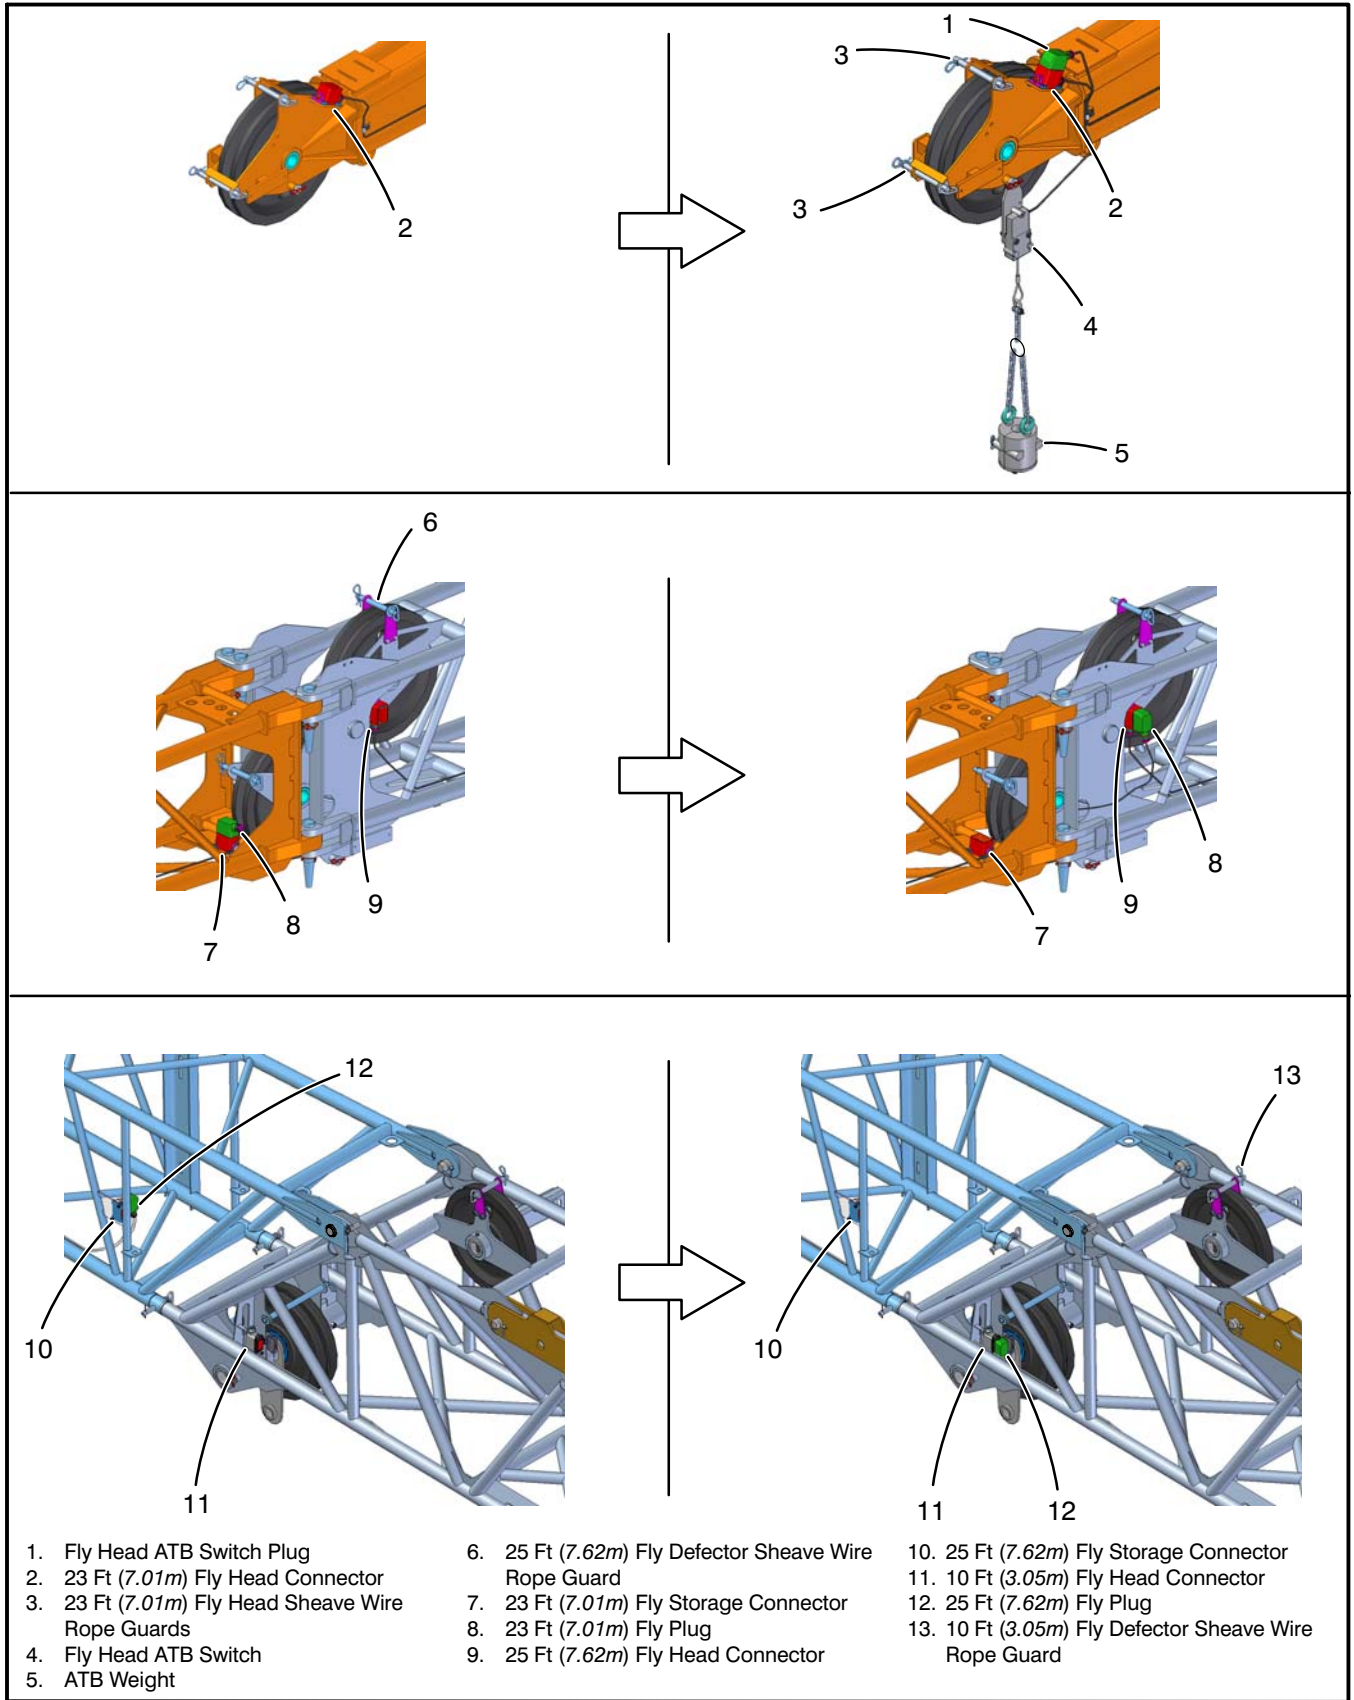 1
3
2
3
2
4
5
6
9
8
7
8
9
7
12
10
11
13
10
11
12
1. Fly Head ATB Switch Plug
2. 23 Ft (7.01m) Fly Head Connector
3. 23 Ft (7.01m) Fly Head Sheave Wire
Rope Guards
4. Fly Head ATB Switch
5. ATB Weight
6. 25 Ft (7.62m) Fly Defector Sheave Wire
Rope Guard
7. 23 Ft (7.01m) Fly Storage Connector
8. 23 Ft (7.01m) Fly Plug
9. 25 Ft (7.62m) Fly Head Connector
10. 25 Ft (7.62m) Fly Storage Connector
11. 10 Ft (3.05m) Fly Head Connector
12. 25 Ft (7.62m) Fly Plug
13. 10 Ft (3.05m) Fly Defector Sheave Wire
Rope Guard